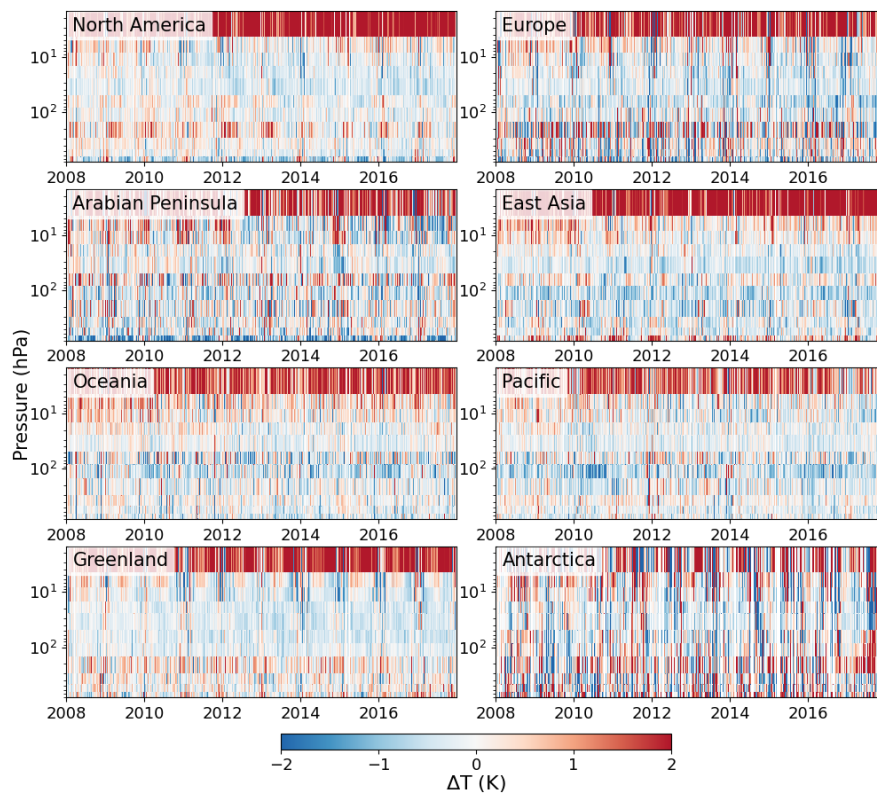 North America
Europe
10¹
10²
10¹
10²
2008 2010 2012 2014 2016
2008 2010 2012 2014 2016
Arabian Peninsula
East Asia
10¹
10²
10¹
10²
2008 2010 2012 2014 2016
2008 2010 2012 2014 2016
Pressure (hPa)
Oceania
Pacific
10¹
10²
10¹
10²
2008 2010 2012 2014 2016
2008 2010 2012 2014 2016
Greenland
Antarctica
10¹
10²
10¹
10²
2008 2010 2012 2014 2016
2008 2010 2012 2014 2016
−2 −1 0 1 2
ΔT (K)